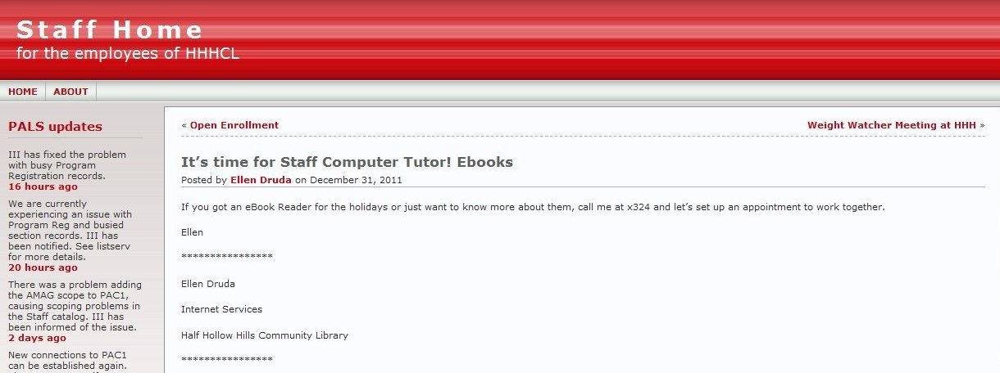 Staff Home
for the employees of HHHCL
HOME
ABOUT
PALS updates
III has fixed the problem
with busy Program
Registration records.
16 hours ago
We are currently
experiencing an issue with
Program Reg and busied
section records. III has
been notified. See listserv
for more details.
20 hours ago
There was a problem adding
the AMAG scope to PAC1,
causing scoping problems in
the Staff catalog. III has
been informed of the issue.
2 days ago
New connections to PAC1
can be established again.
« Open Enrollment
Weight Watcher Meeting at HHH »
It’s time for Staff Computer Tutor! Ebooks
Posted by Ellen Druda on December 31, 2011
If you got an eBook Reader for the holidays or just want to know more about them, call me at x324 and let’s set up an appointment to work together.
Ellen
****************
Ellen Druda
Internet Services
Half Hollow Hills Community Library
****************